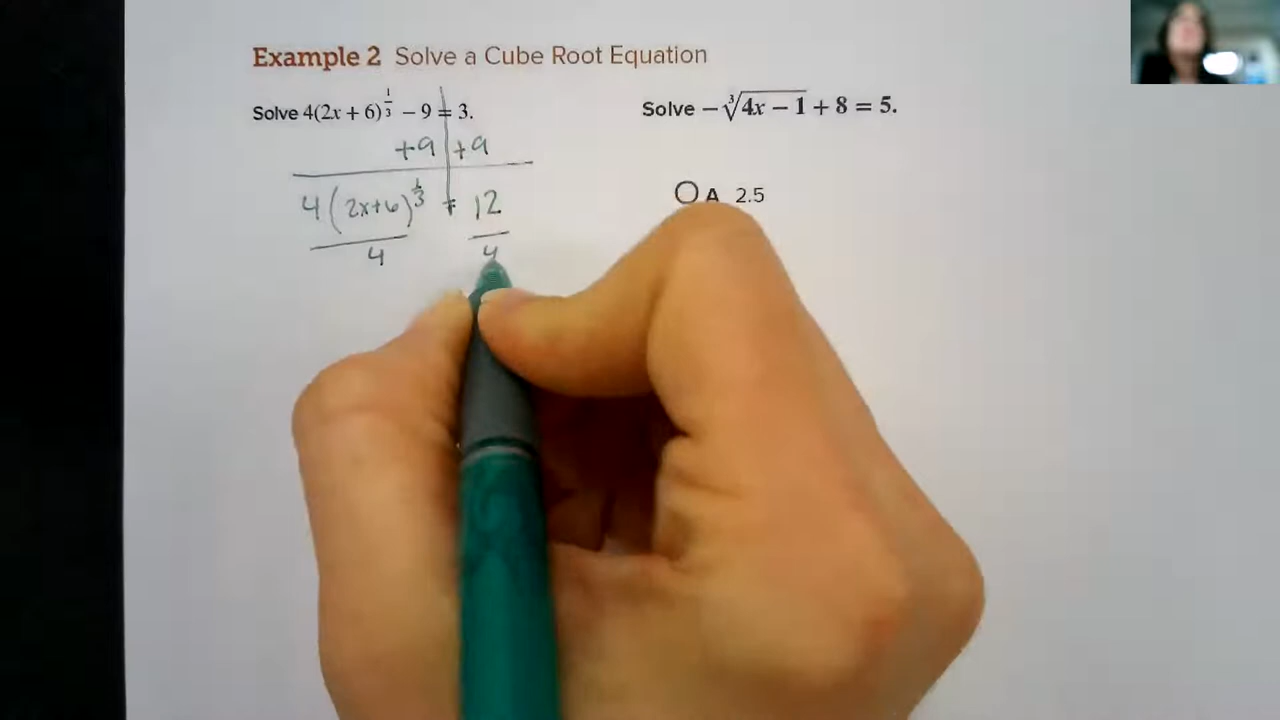 Example 2 Solve a Cube Root Equation
Solve 4(2x + 6)^{1/3} − 9 = 3.
+9 +9
4(2x+6)^{1/3} = 12
4 4
Solve −∛(4x − 1) + 8 = 5.
A 2.5